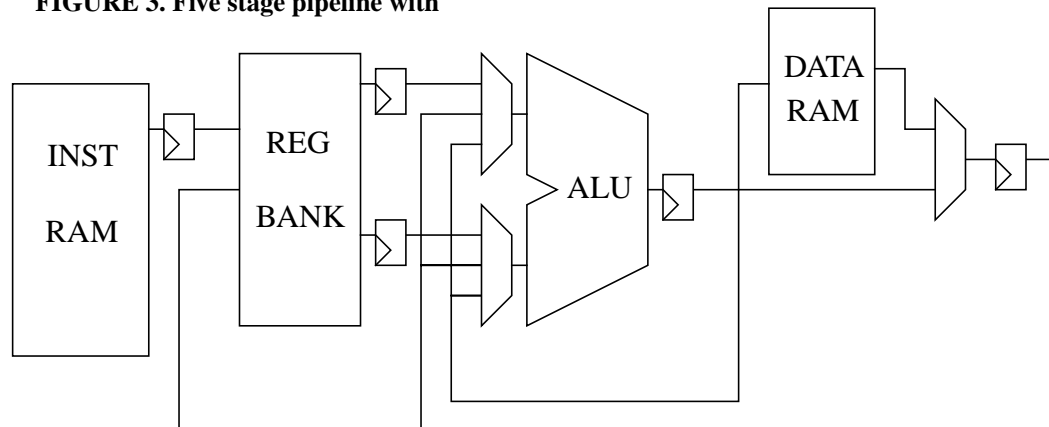 FIGURE 3. Five stage pipeline with
INST
RAM
REG
BANK
ALU
DATA
RAM